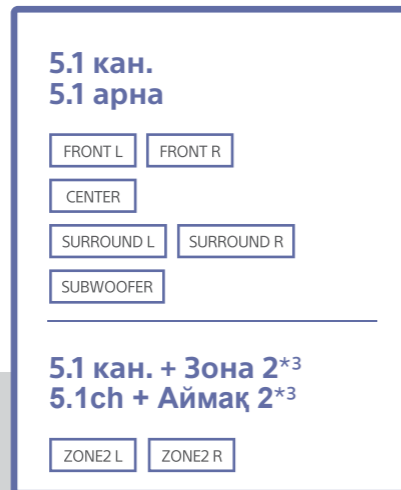 5.1 кан.
5.1 арна
FRONT L FRONT R
CENTER
SURROUND L SURROUND R
SUBWOOFER
5.1 кан. + Зона 2*3
5.1ch + Аймақ 2*3
ZONE2 L ZONE2 R